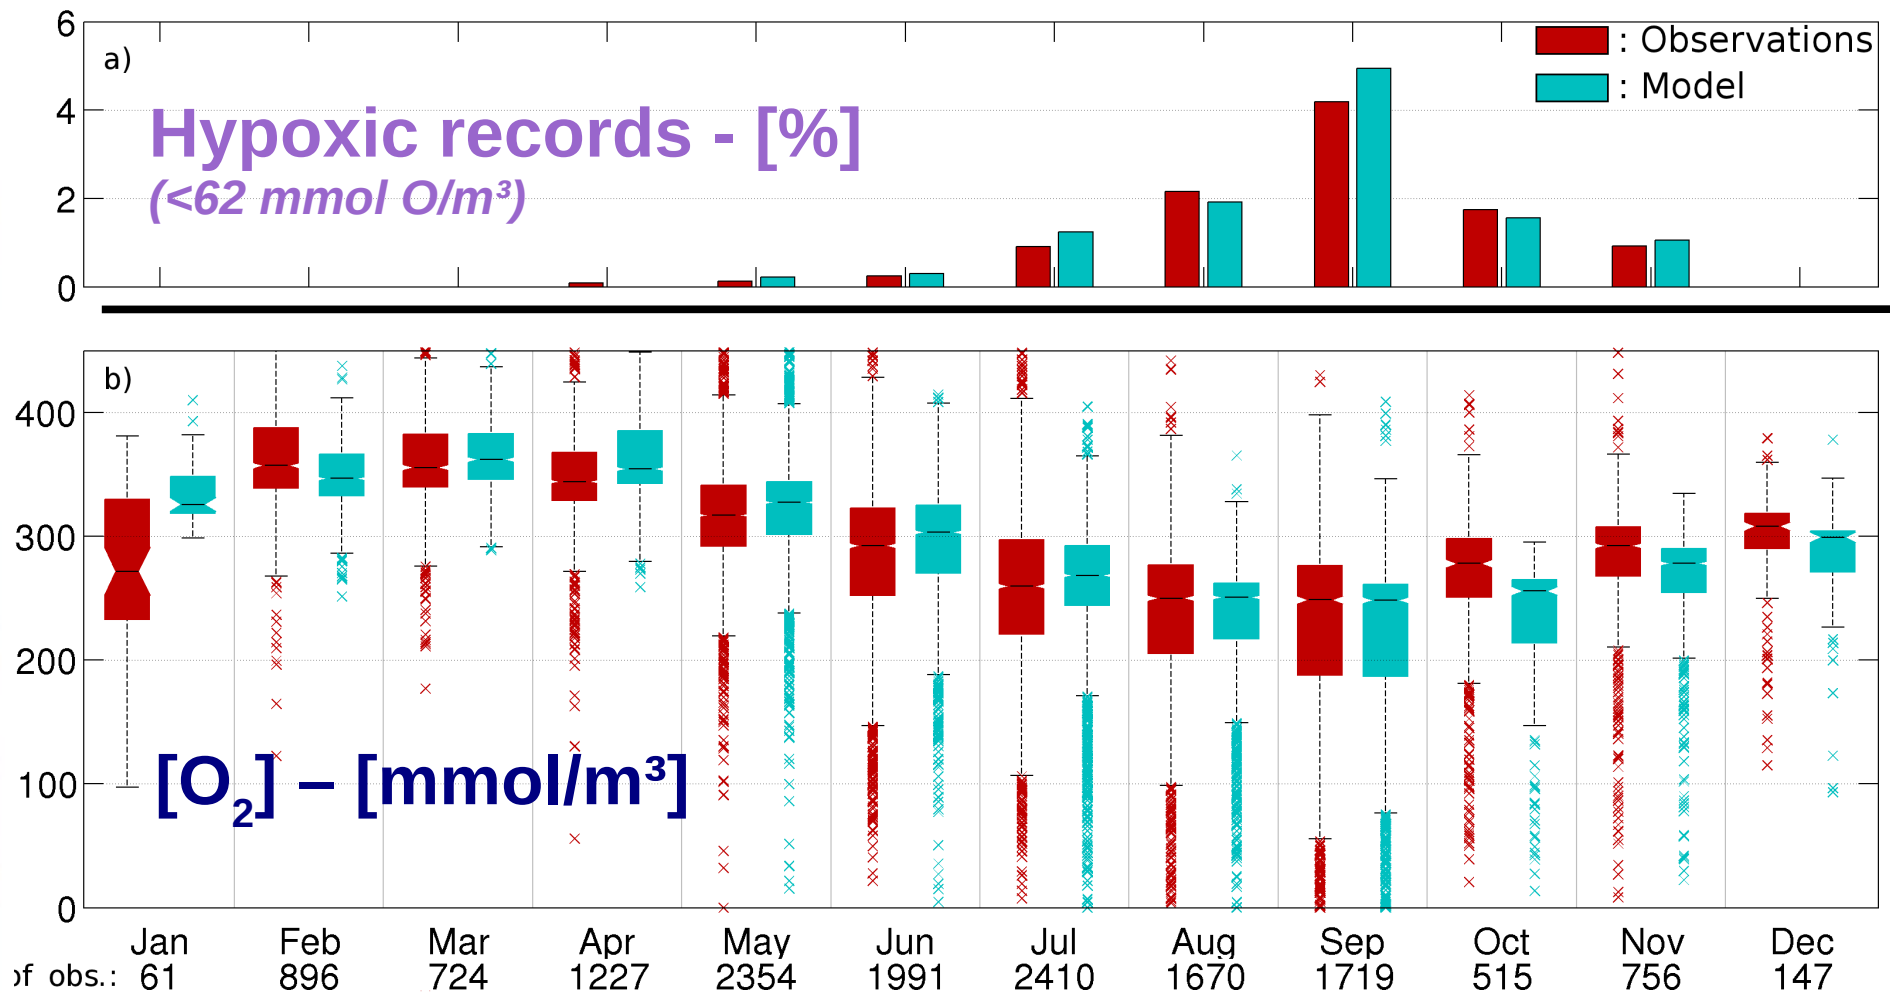 6
a)
: Observations
: Model
4
Hypoxic records - [%]
(<62 mmol O/m³)
2
0
b)
400
300
200
[O2] – [mmol/m³]
100
0
Jan Feb Mar Apr May Jun Jul Aug Sep Oct Nov Dec
of obs.: 61 896 724 1227 2354 1991 2410 1670 1719 515 756 147